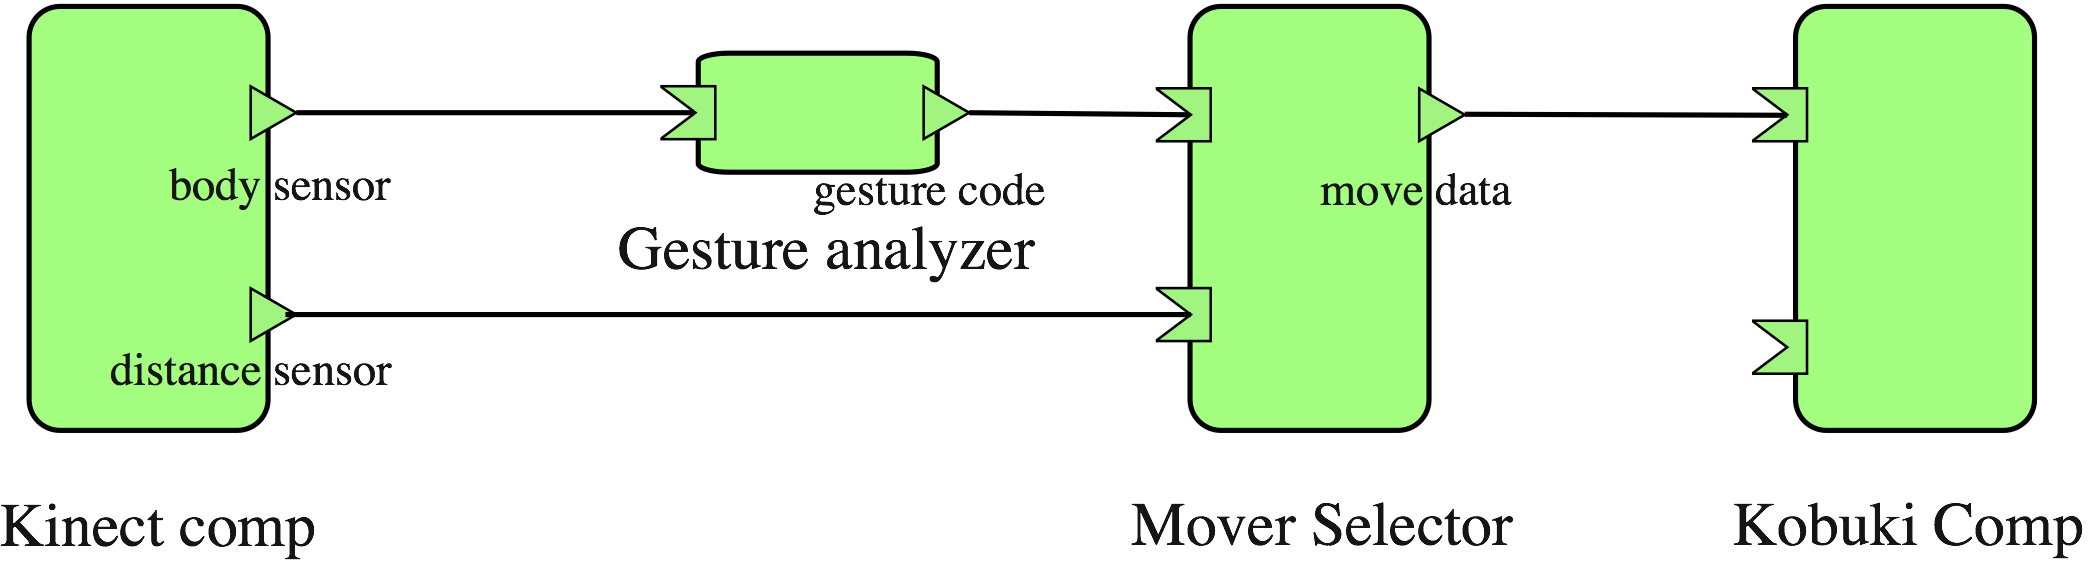 body sensor
gesture code
move data
Gesture analyzer
distance sensor
Kinect comp
Mover Selector
Kobuki Comp